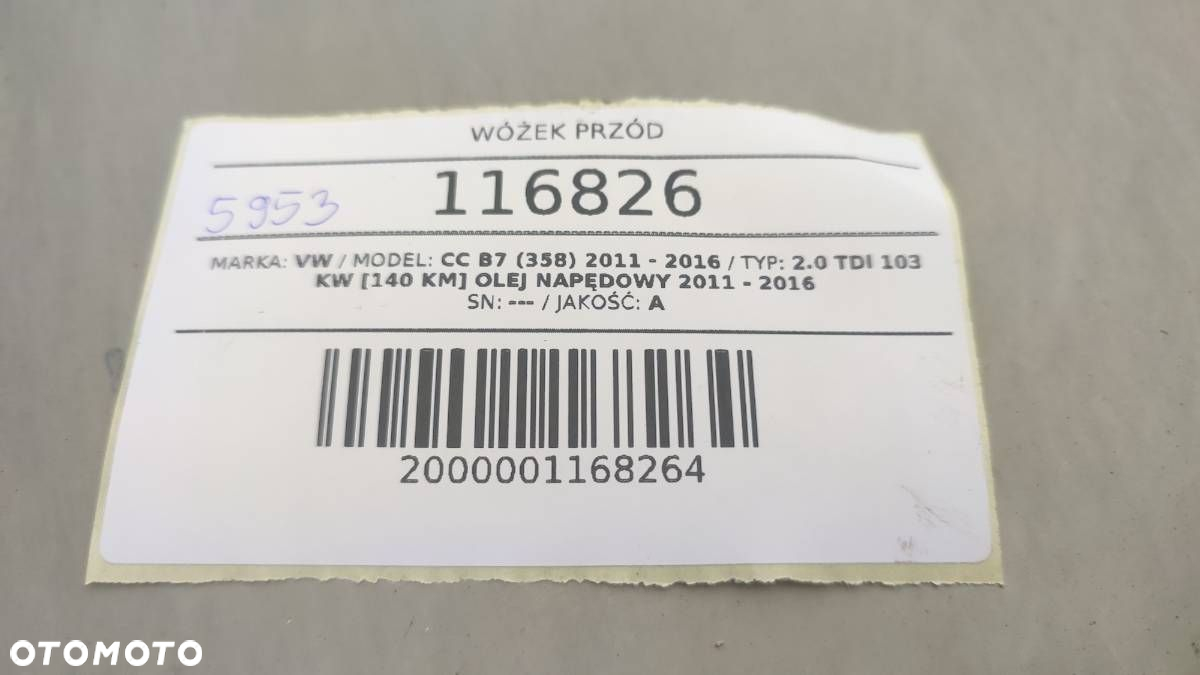 WÓZEK PRZÓD
5953
116826
MARKA: VW / MODEL: CC B7 (358) 2011 - 2016 / TYP: 2.0 TDI 103
KW [140 KM] OLEJ NAPĘDOWY 2011 - 2016
SN: --- / JAKOŚĆ: A
2000001168264
OTOMOTO